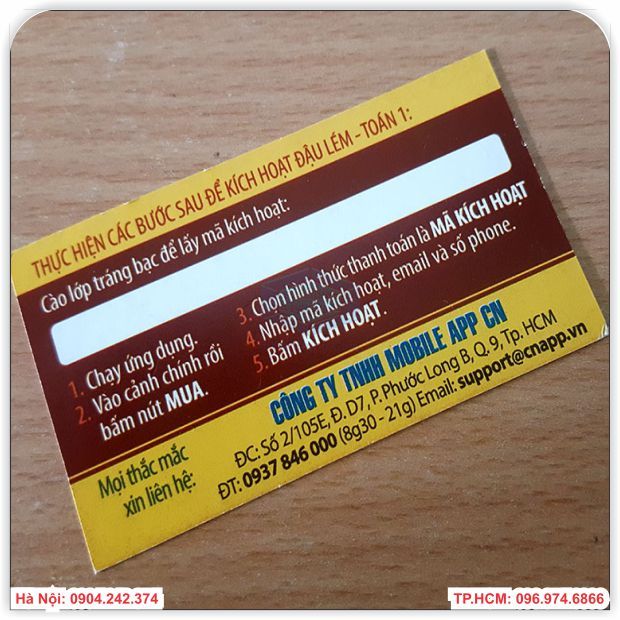 THỰC HIỆN CÁC BƯỚC SAU ĐỂ KÍCH HOẠT ĐẬU LÉM - TOÁN 1:
Cào lớp tráng bạc để lấy mã kích hoạt:
1. Chạy ứng dụng.
2. Vào cảnh chính rồi
bấm nút MUA.
3. Chọn hình thức thanh toán là MÃ KÍCH HOẠT
4. Nhập mã kích hoạt, email và số phone.
5. Bấm KÍCH HOẠT.
Mọi thắc mắc
xin liên hệ:
CÔNG TY TNHH MOBILE APP CN
ĐC: Số 2/105E, Đ. D7, P. Phước Long B, Q. 9, Tp. HCM
ĐT: 0937 846 000 (8g30 - 21g) Email: support@cnapp.vn
Hà Nội: 0904.242.374
TP.HCM: 096.974.6866